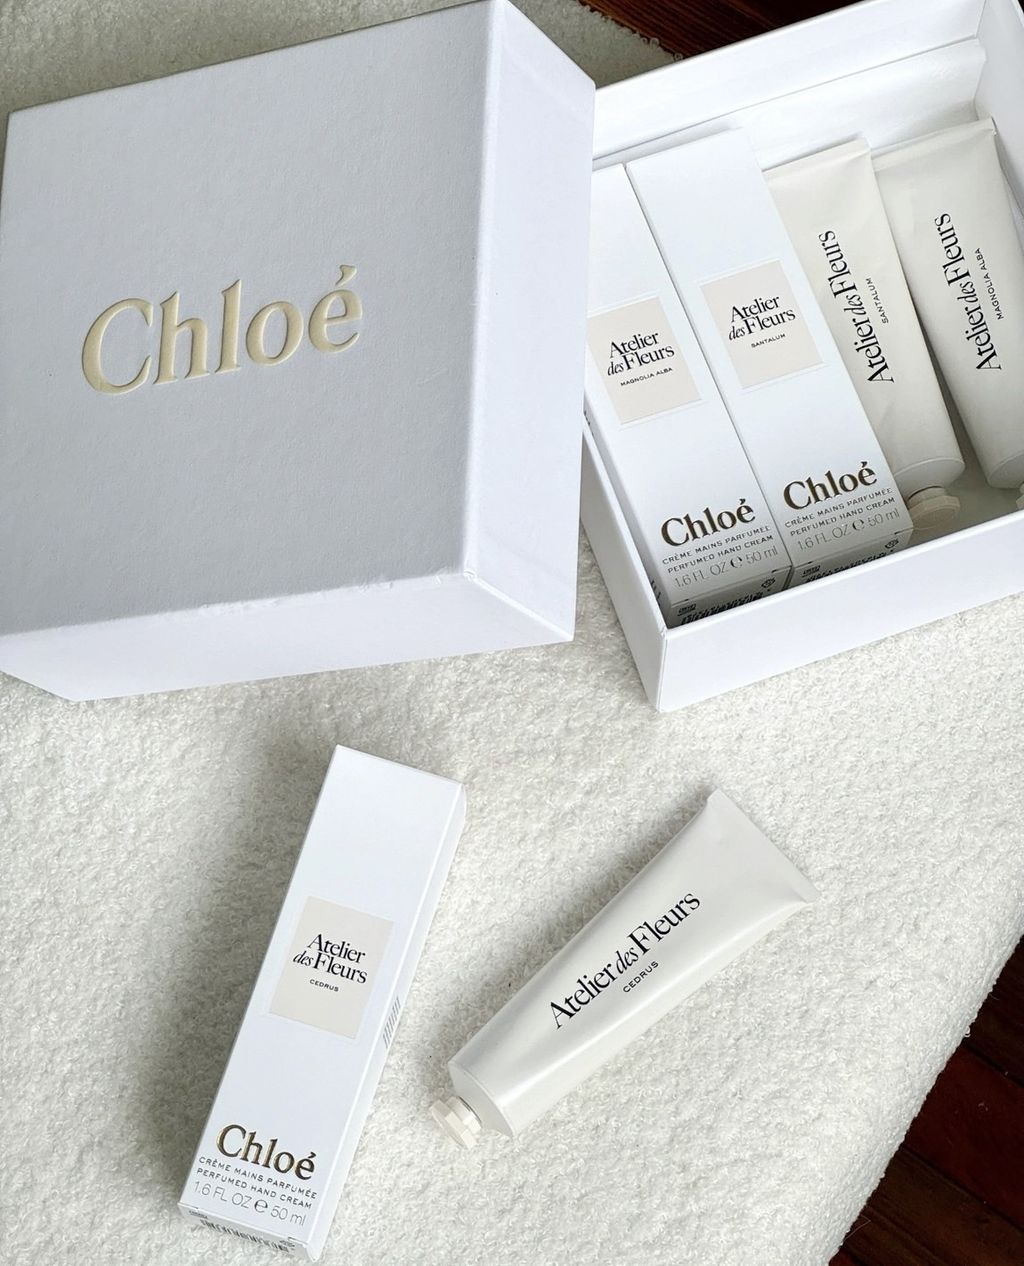 Chloé
Atelier
des Fleurs
MAGNOLIA ALBA
Chloé
CRÈME MAINS PARFUMÉE
PERFUMED HAND CREAM
1.6 FL OZ ℮ 50 ml
Atelier
des Fleurs
SANTALUM
Chloé
CRÈME MAINS PARFUMÉE
PERFUMED HAND CREAM
1.6 FL OZ ℮ 50 ml
Atelier des Fleurs
SANTALUM
Atelier des Fleurs
MAGNOLIA ALBA
Atelier
des Fleurs
CEDRUS
Chloé
CRÈME MAINS PARFUMÉE
PERFUMED HAND CREAM
1.6 FL OZ ℮ 50 ml
Atelier des Fleurs
CEDRUS